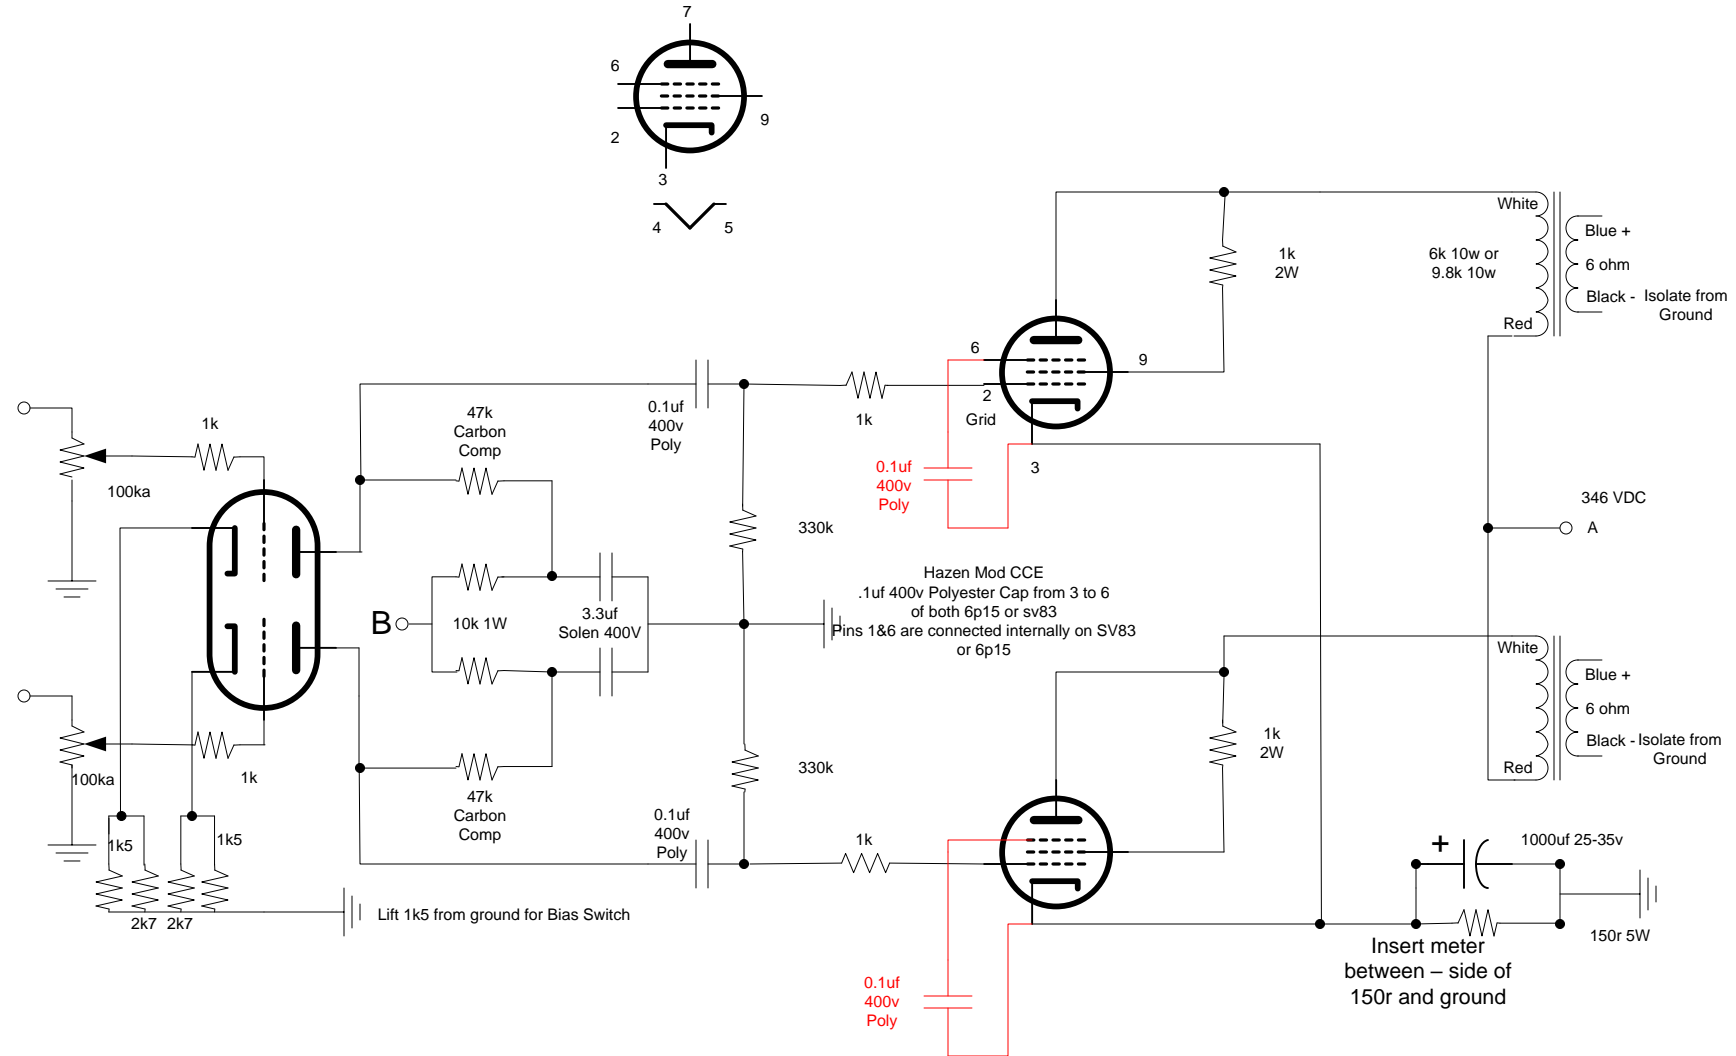 7
6
9
2
3
4
5
White
Blue +
1k
2W
6k 10w or
9.8k 10w
6 ohm
Black -
Isolate from
Ground
Red
6
9
2
Grid
3
0.1uf
400v
Poly
1k
47k
Carbon
Comp
1k
100ka
0.1uf
400v
Poly
330k
346 VDC
A
Hazen Mod CCE
.1uf 400v Polyester Cap from 3 to 6
of both 6p15 or sv83
Pins 1&6 are connected internally on SV83
or 6p15
B
10k 1W
3.3uf
Solen 400V
White
Blue +
6 ohm
Black -
Isolate from
Ground
Red
1k
2W
330k
1k
100ka
47k
Carbon
Comp
0.1uf
400v
Poly
1k
1k5
1k5
2k7
2k7
Lift 1k5 from ground for Bias Switch
+
1000uf 25-35v
150r 5W
Insert meter
between – side of
150r and ground
0.1uf
400v
Poly